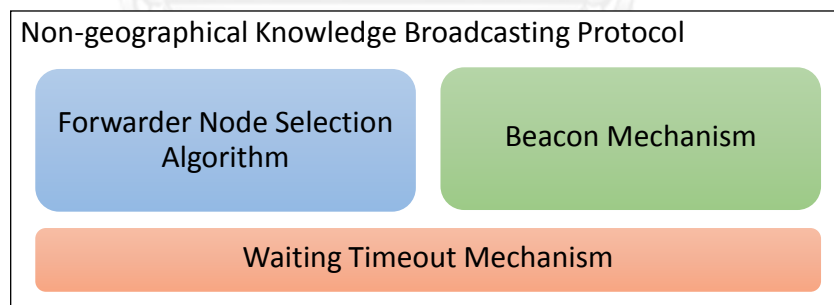 Non-geographical Knowledge Broadcasting Protocol
Forwarder Node Selection
Algorithm
Beacon Mechanism
Waiting Timeout Mechanism